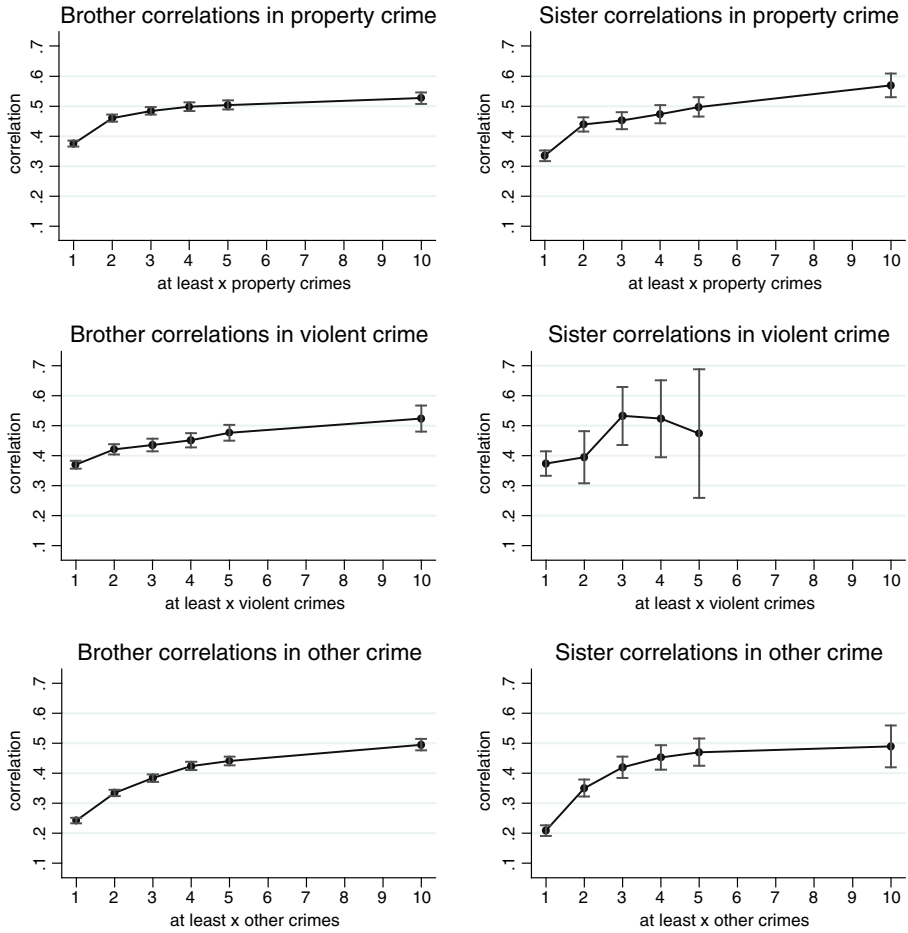 Brother correlations in property crime
correlation
.7
.6
.5
.4
.3
.2
.1
1 2 3 4 5 6 7 8 9 10
at least x property crimes
Sister correlations in property crime
correlation
.7
.6
.5
.4
.3
.2
.1
1 2 3 4 5 6 7 8 9 10
at least x property crimes
Brother correlations in violent crime
correlation
.7
.6
.5
.4
.3
.2
.1
1 2 3 4 5 6 7 8 9 10
at least x violent crimes
Sister correlations in violent crime
correlation
.7
.6
.5
.4
.3
.2
.1
1 2 3 4 5 6 7 8 9 10
at least x violent crimes
Brother correlations in other crime
correlation
.7
.6
.5
.4
.3
.2
.1
1 2 3 4 5 6 7 8 9 10
at least x other crimes
Sister correlations in other crime
correlation
.7
.6
.5
.4
.3
.2
.1
1 2 3 4 5 6 7 8 9 10
at least x other crimes